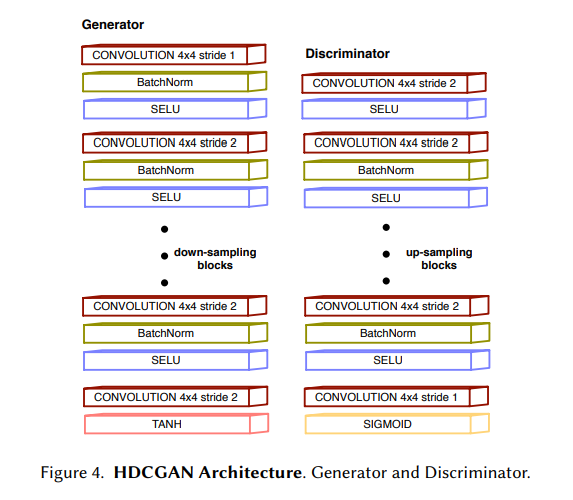 Generator
CONVOLUTION 4x4 stride 1
BatchNorm
SELU
CONVOLUTION 4x4 stride 2
BatchNorm
SELU
down-sampling
blocks
CONVOLUTION 4x4 stride 2
BatchNorm
SELU
CONVOLUTION 4x4 stride 2
TANH
Discriminator
CONVOLUTION 4x4 stride 2
SELU
CONVOLUTION 4x4 stride 2
BatchNorm
SELU
up-sampling
blocks
CONVOLUTION 4x4 stride 2
BatchNorm
SELU
CONVOLUTION 4x4 stride 1
SIGMOID
Figure 4. HDCGAN Architecture. Generator and Discriminator.